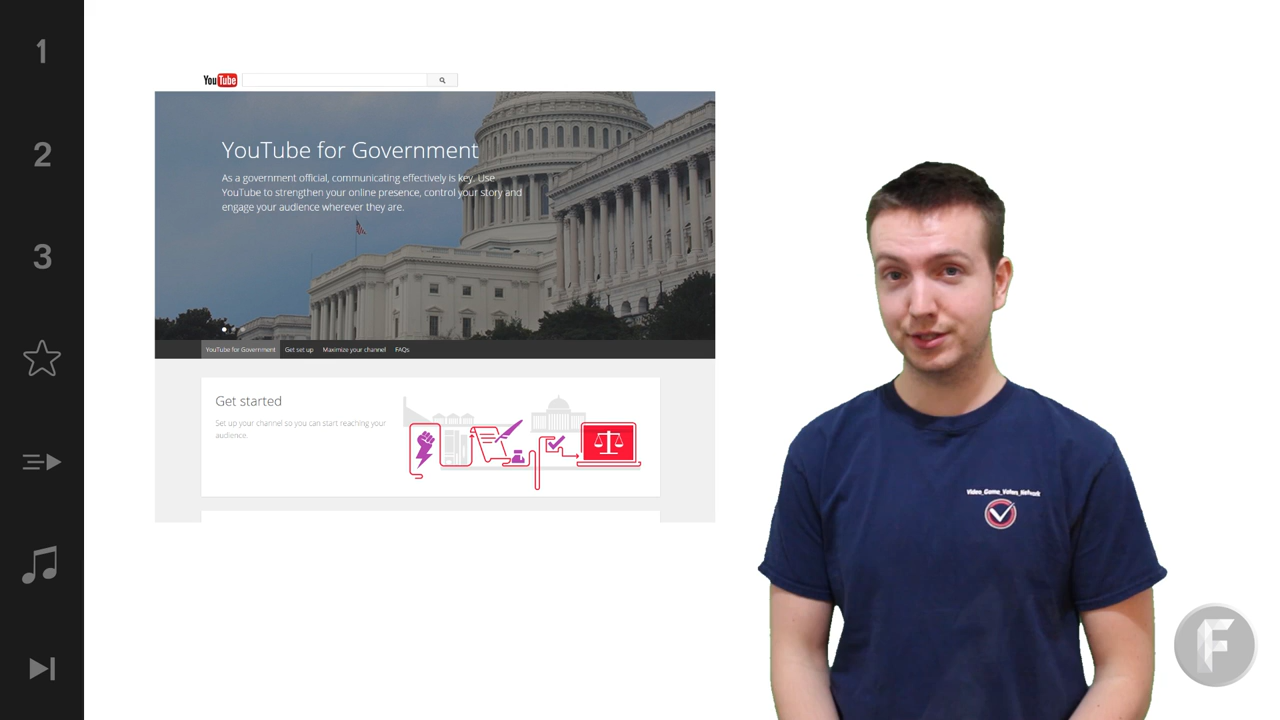 1
2
3
YouTube
YouTube for Government
As a government official, communicating effectively is key. Use
YouTube to strengthen your online presence, control your story and
engage your audience wherever they are.
YouTube for Government Get set up Maximize your channel FAQs
Get started
Set up your channel so you can start reaching your
audience.
Video_Game_Voters_Network
F